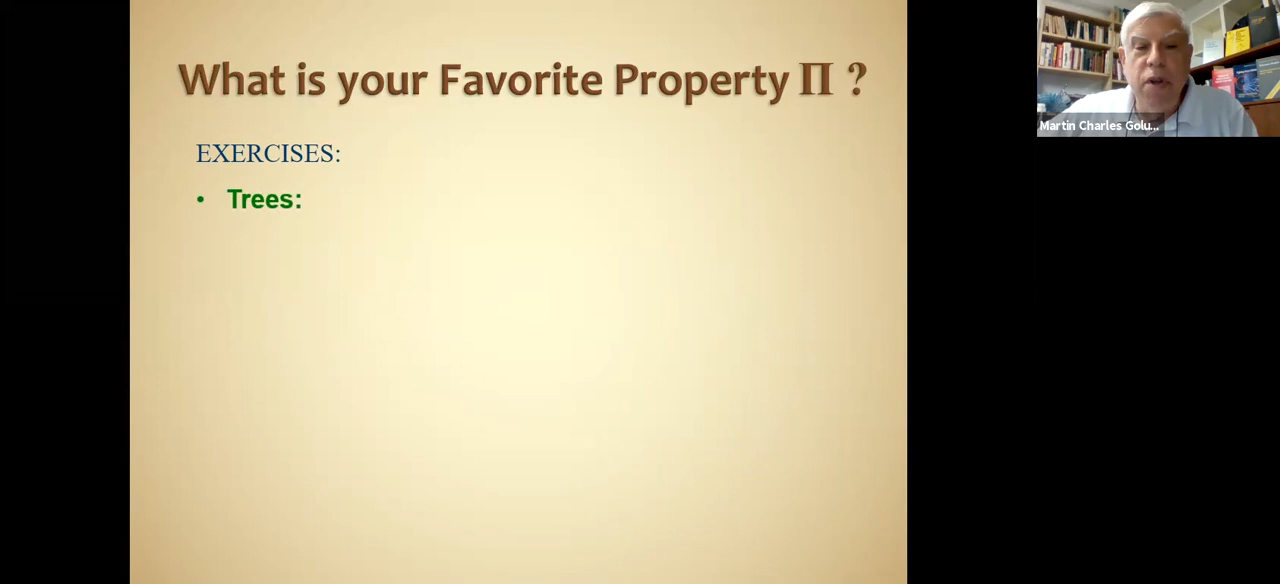 What is your Favorite Property Π ?
EXERCISES:
• Trees:
Martin Charles Golu...